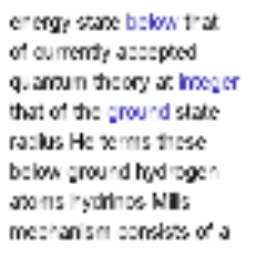 energy state below that
of currently accepted
quantum theory at integer
that of the ground state
radius He terms these
below ground hydrogen
atoms hydrinos Mills
mechanism consists of a